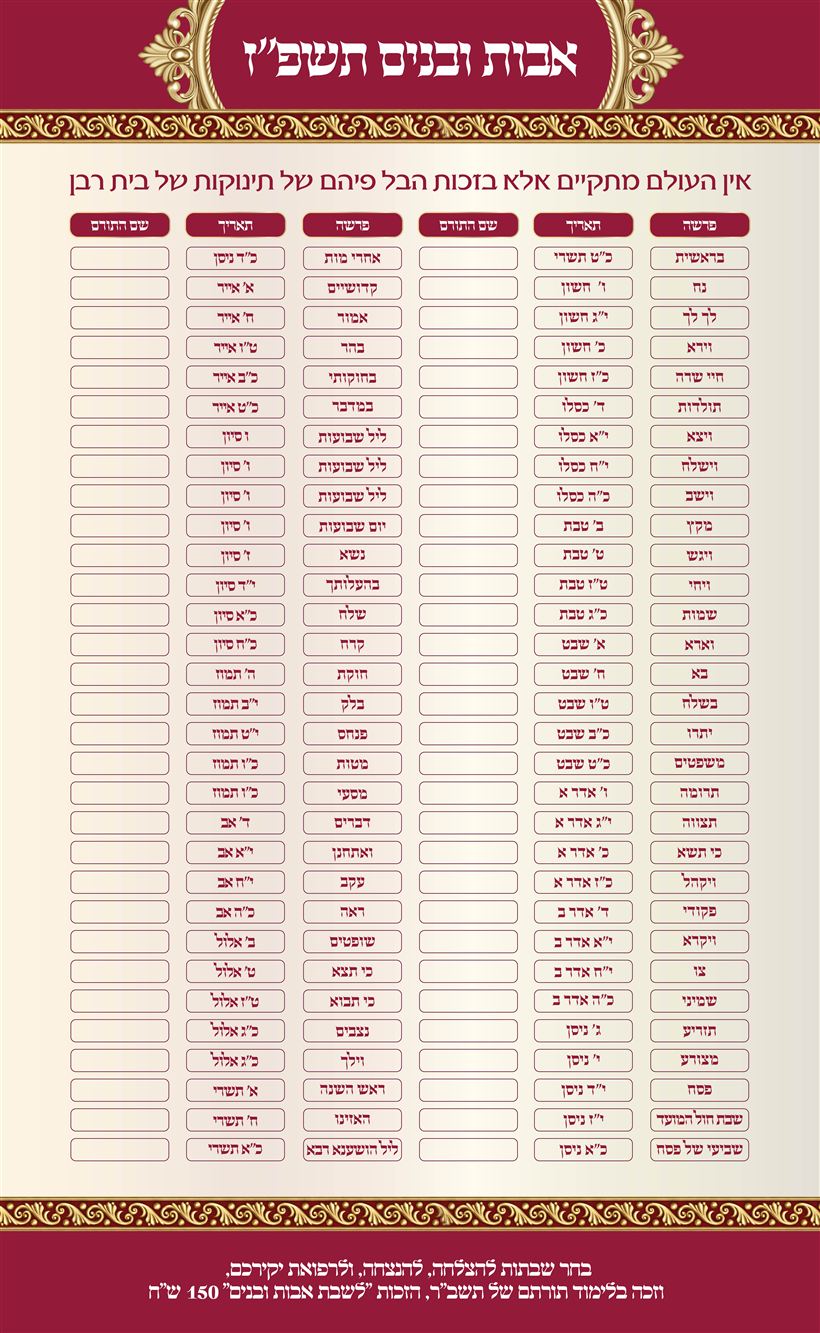 אבות ובנים תשפ"ז
אין העולם מתקיים אלא בזכות הבל פיהם של תינוקות של בית רבן
פרשה תאריך שם התורם פרשה תאריך שם התורם
בראשית כ"ט תשרי אחרי מות כ"ד ניסן
נח ו' חשון קדושיים א' אייר
לך לך י"ג חשון אמור ח' אייר
וירא כ' חשון בהר ט"ז אייר
חיי שרה כ"ז חשון בחוקותי כ"ב אייר
תולדות ד' כסלו במדבר כ"ט אייר
ויצא י"א כסלו ליל שבועות ו סיון
וישלח י"ח כסלו ליל שבועות ז' סיון
וישב כ"ה כסלו ליל שבועות ז' סיון
מקץ ב' טבת יום שבועות ז' סיון
ויגש ט' טבת נשא ז' סיון
ויחי ט"ז טבת בהעלותך י"ד סיון
שמות כ"ג טבת שלח כ"א סיון
וארא א' שבט קרח כ"ח סיון
בא ח' שבט חוקת ה' תמוז
בשלח ט"ו שבט בלק י"ב תמוז
יתרו כ"ב שבט פנחס י"ט תמוז
משפטים כ"ט שבט מטות כ"ז תמוז
תרומה ו' אדר א מסעי כ"ז תמוז
תצווה י"ג אדר א דברים ד' אב
כי תשא כ' אדר א ואתחנן י"א אב
ויקהל כ"ז אדר א עקב י"ח אב
פקודי ד' אדר ב ראה כ"ה אב
ויקרא י"א אדר ב שופטים ב' אלול
צו י"ח אדר ב כי תצא ט' אלול
שמיני כ"ה אדר ב כי תבוא ט"ז אלול
תזריע ג' ניסן נצבים כ"ג אלול
מצורע י' ניסן וילך כ"ג אלול
פסח י"ד ניסן ראש השנה א' תשרי
שבת חול המועד י"ז ניסן האזינו ח' תשרי
שביעי של פסח כ"א ניסן ליל הושענא רבא כ"א תשרי
בחר שבתות להצלחה, להנצחה, ולרפואת יקירכם,
וזכה בלימוד תורתם של תשב"ר, הזכות "לשבת אבות ובנים" 150 ש"ח